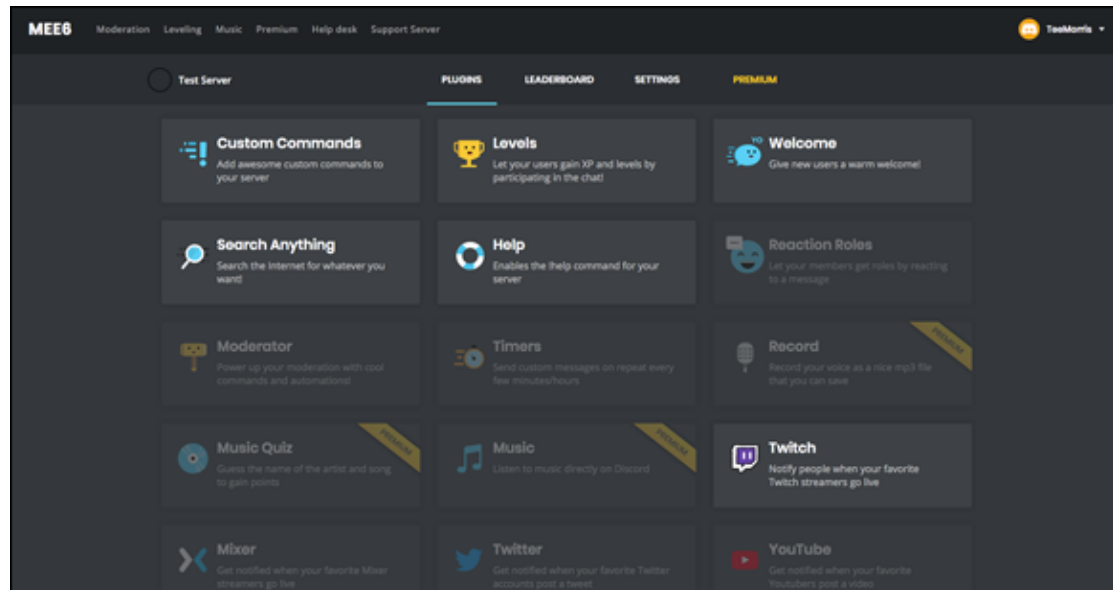 MEE6 Moderation Leveling Music Premium Help desk Support Server TeeMorris
Test Server PLUGINS LEADERBOARD SETTINGS PREMIUM
Custom Commands
Add awesome custom commands to
your server
Levels
Let your users gain XP and levels by
participating in the chat!
YO
Welcome
Give new users a warm welcome!
Search Anything
Search the Internet for whatever you
want!
Help
Enables the !help command for your
server
Reaction Roles
Let your members get roles by reacting
to a message
Moderator
Power up your moderation with cool
commands and automations!
Timers
Send custom messages on repeat every
few minutes/hours
PREMIUM
Record
Record your voice as a nice mp3 file
that you can save
PREMIUM
Music Quiz
Guess the name of the artist and song
to gain points
PREMIUM
Music
Listen to music directly on Discord
Twitch
Notify people when your favorite
Twitch streamers go live
Mixer
Get notified when your favorite Mixer
streamers go live
Twitter
Get notified when your favorite Twitter
accounts post a tweet
YouTube
Get notified when your favorite
Youtubers post a video